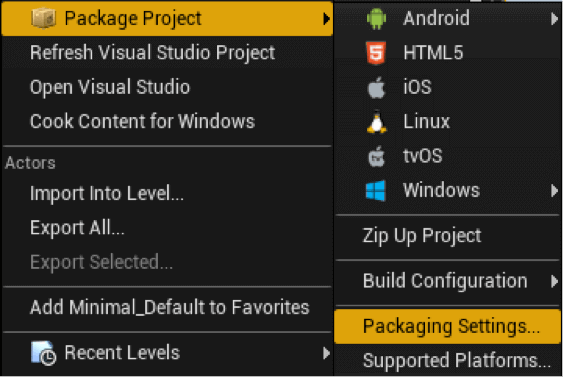 Package Project
Refresh Visual Studio Project
Open Visual Studio
Cook Content for Windows
Actors
Import Into Level...
Export All...
Export Selected...
Add Minimal_Default to Favorites
Recent Levels
Android
HTML5
iOS
Linux
tvOS
Windows
Zip Up Project
Build Configuration
Packaging Settings...
Supported Platforms...